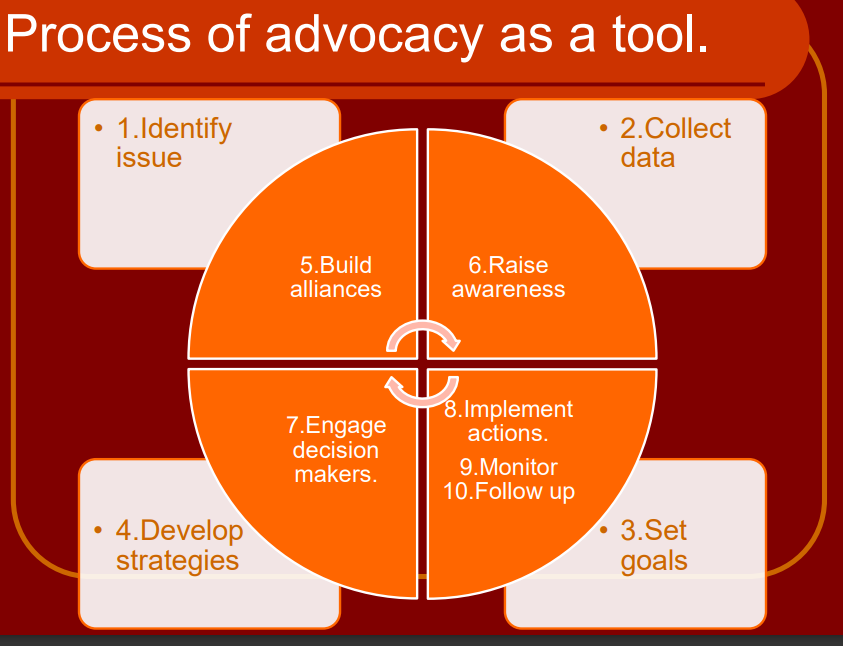 Process of advocacy as a tool.
• 1.Identify
issue
• 2.Collect
data
5.Build
alliances
6.Raise
awareness
7.Engage
decision
makers.
8.Implement
actions.
9.Monitor
10.Follow up
• 4.Develop
strategies
• 3.Set
goals